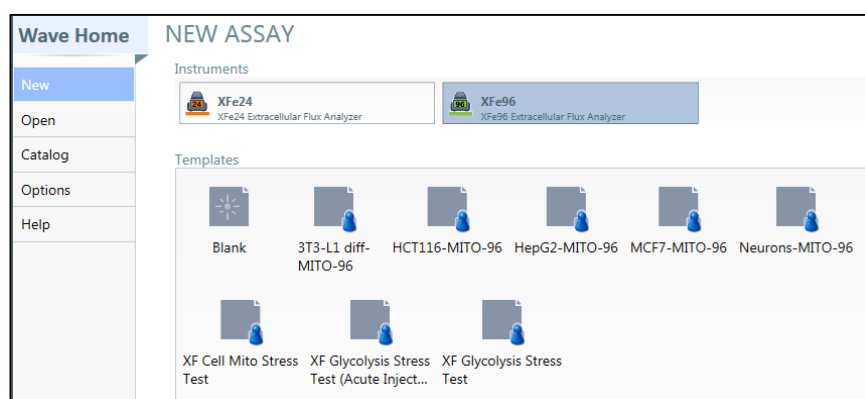 Wave Home
NEW ASSAY
Instruments
New
Open
Catalog
Options
Help
24
XFe24
XFe24 Extracellular Flux Analyzer
96
XFe96
XFe96 Extracellular Flux Analyzer
Templates
Blank
3T3-L1 diff-
MITO-96
HCT116-MITO-96
HepG2-MITO-96
MCF7-MITO-96
Neurons-MITO-96
XF Cell Mito Stress
Test
XF Glycolysis Stress
Test (Acute Inject...
XF Glycolysis Stress
Test